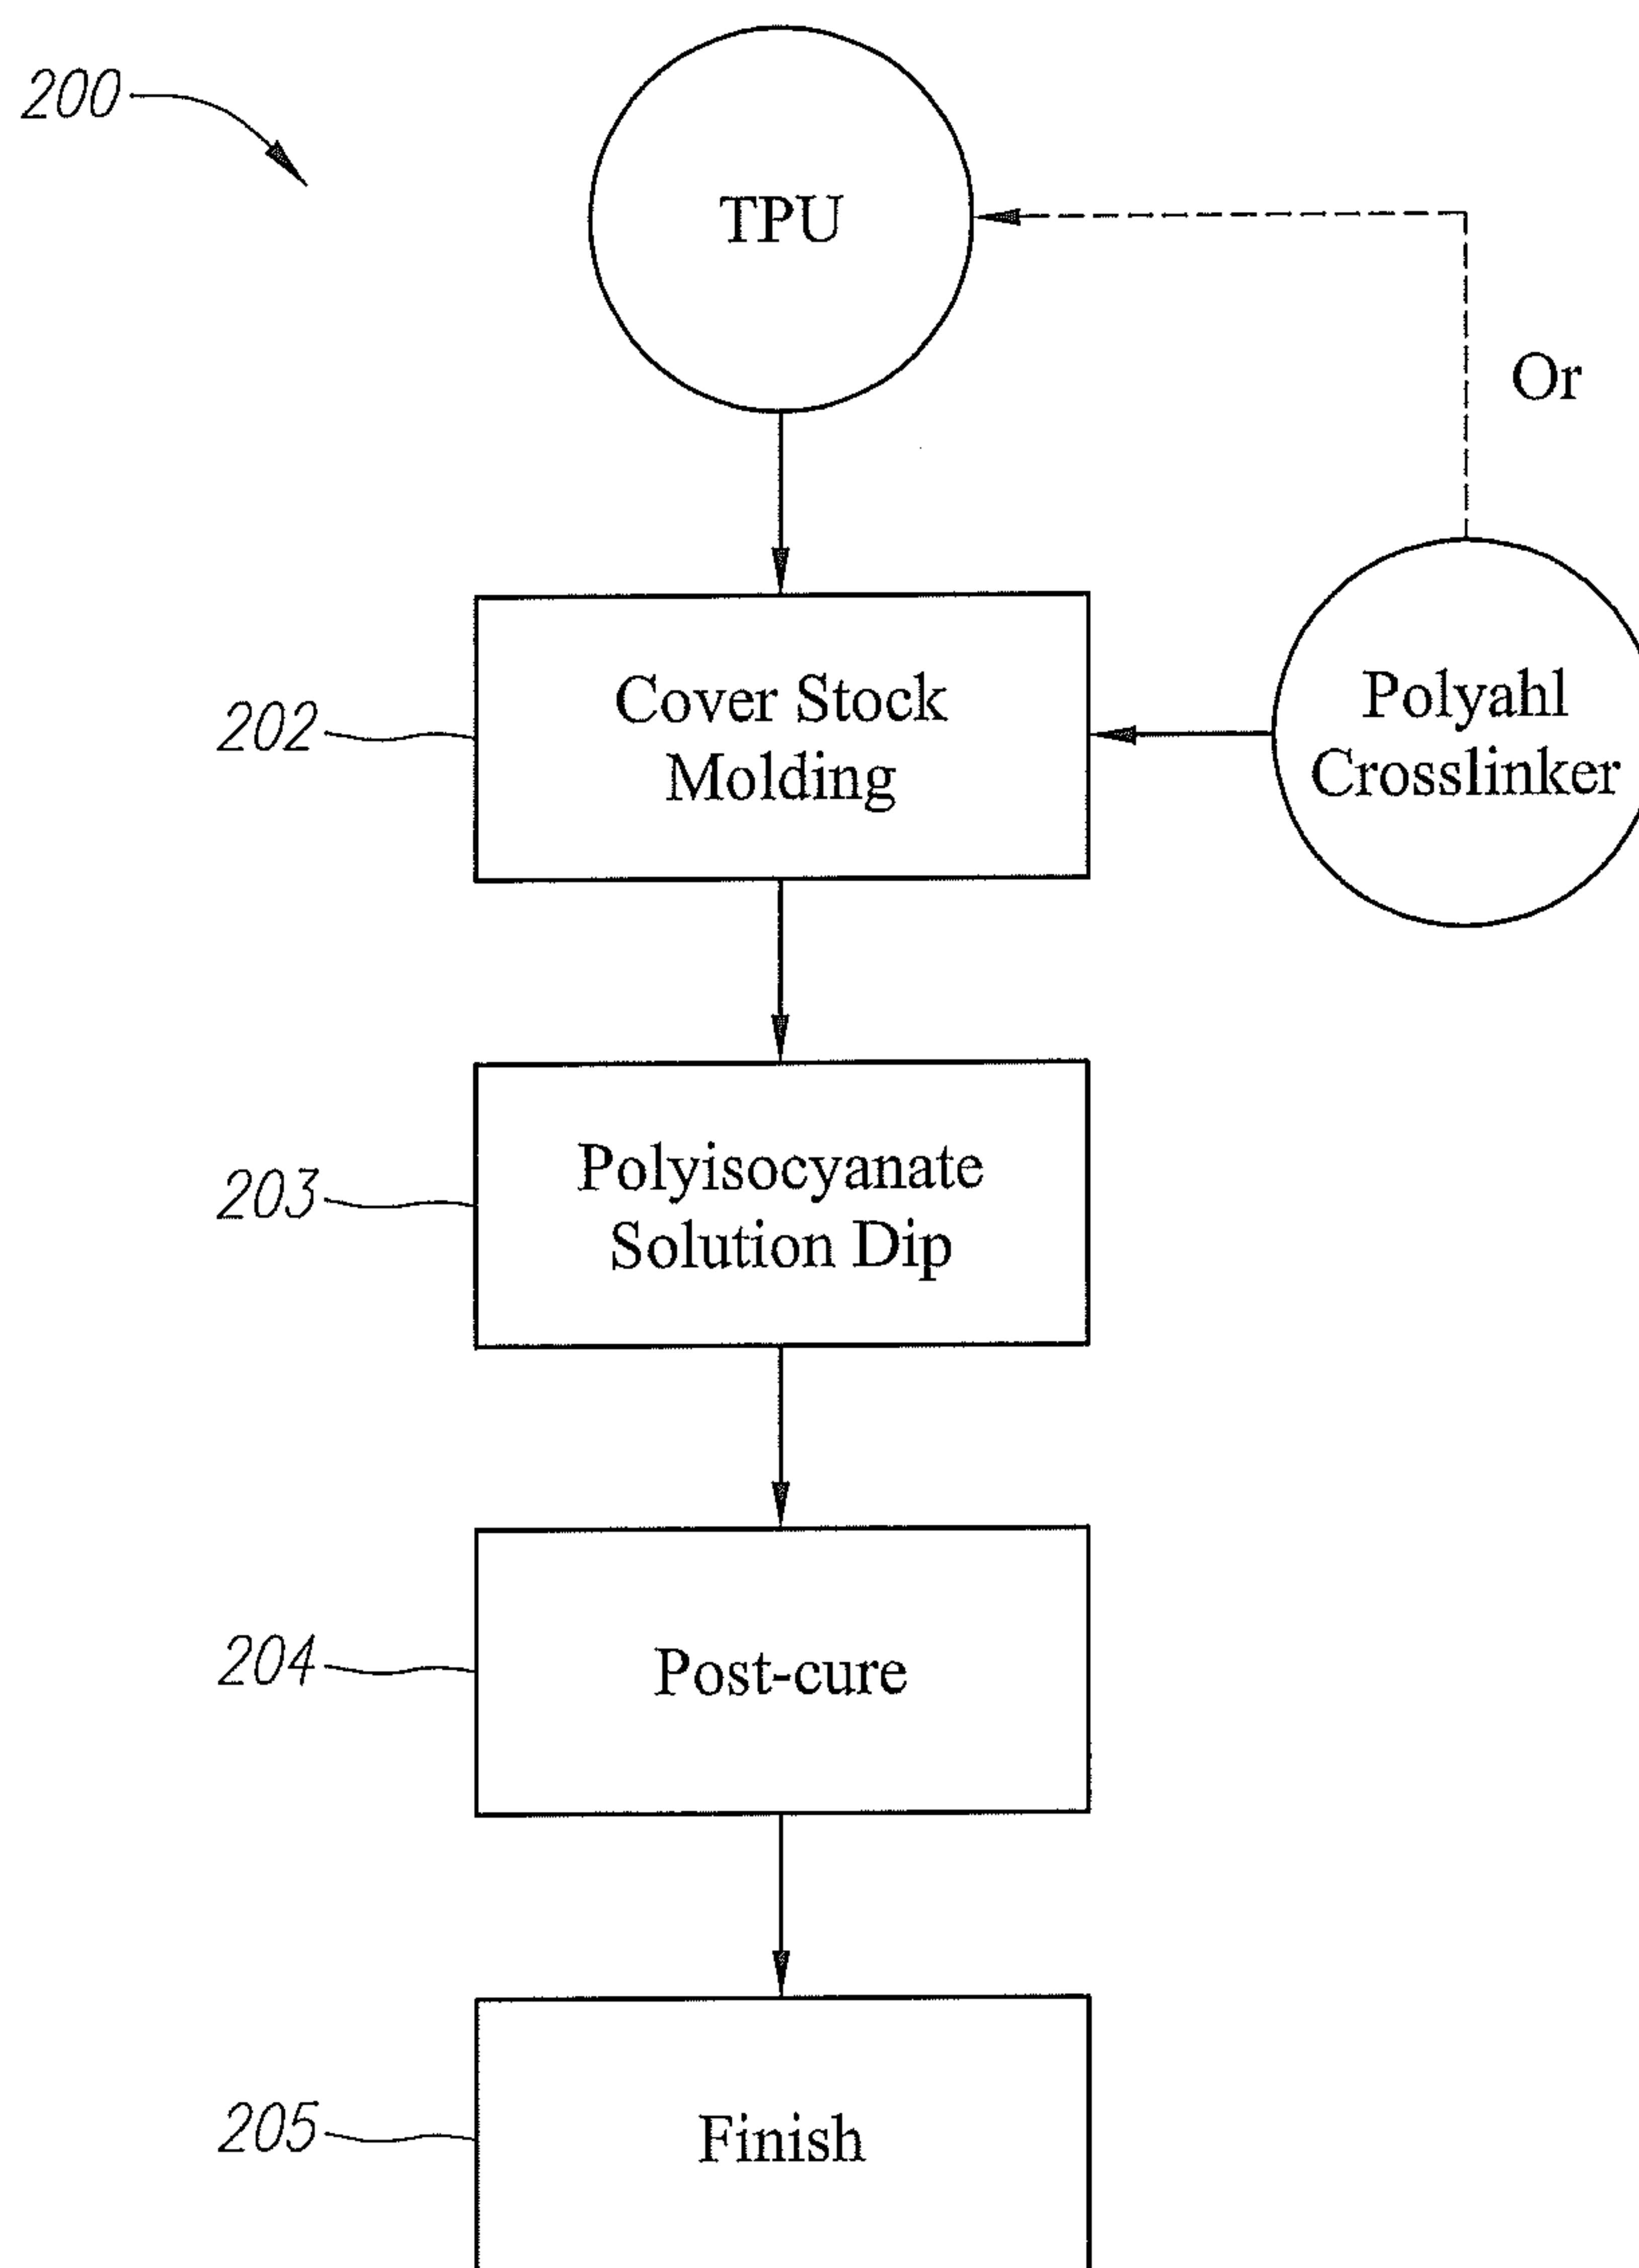 200
TPU
Or
202
Cover Stock
Molding
Polyahl
Crosslinker
203
Polyisocyanate
Solution Dip
204
Post-cure
205
Finish